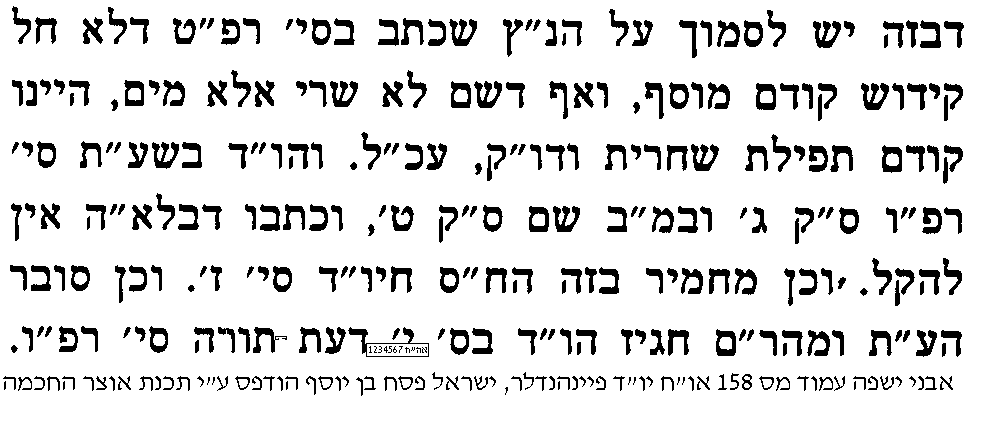 דבזה יש לסמוך על הנ״ץ שכתב בסי׳ רפ״ט דלא חל
קידוש קודם מוסף, ואף דשם לא שרי אלא מים, היינו
קודם תפילת שחרית ודו״ק, עכ״ל. והו״ד בשע״ת סי׳
רפ״ו ס״ק ג׳ ובמ״ב שם ס״ק ט׳, וכתבו דבלא״ה אין
להקל. וכן מחמיר בזה הח״ס חיו״ד סי׳ ז׳. וכן סובר
הע״ת ומהר״ם חגיז הו״ד בס׳ י׳ דעת תורה סי׳ רפ״ו.
אח״ח 1234567
אבני ישפה עמוד מס 158 או״ח יו״ד פיינהנדלר, ישראל פסח בן יוסף הודפס ע״י תכנת אוצר החכמה